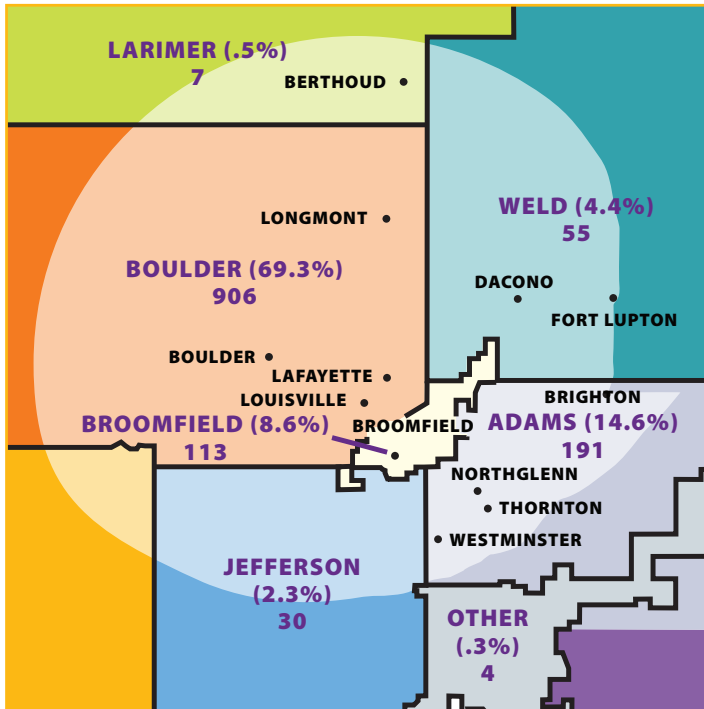 LARIMER (.5%)
7
BERTHOUD
LONGMONT
WELD (4.4%)
55
BOULDER (69.3%)
906
DACONO
FORT LUPTON
BOULDER
LAFAYETTE
LOUISVILLE
BRIGHTON
BROOMFIELD (8.6%)
113
BROOMFIELD
ADAMS (14.6%)
191
NORTHGLENN
THORNTON
WESTMINSTER
JEFFERSON
(2.3%)
30
OTHER
(.3%)
4